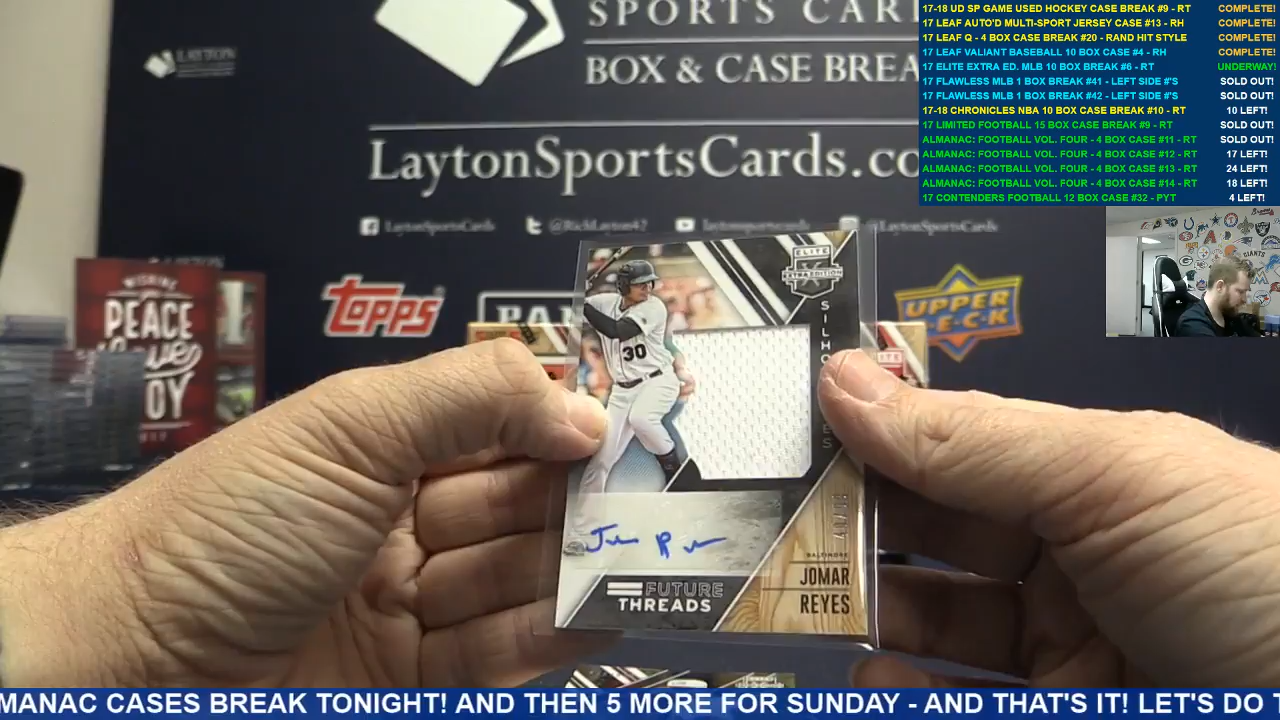 SPORTS CAR
BOX & CASE BREA
LaytonSportsCards.co
LaytonSportsCards
@RickLayton42
laytonsportscards
@LaytonSportsCards
LAYTON
17-18 UD SP GAME USED HOCKEY CASE BREAK #9 - RT COMPLETE!
17 LEAF AUTO'D MULTI-SPORT JERSEY CASE #13 - RH COMPLETE!
17 LEAF Q - 4 BOX CASE BREAK #20 - RAND HIT STYLE COMPLETE!
17 LEAF VALIANT BASEBALL 10 BOX CASE #4 - RH COMPLETE!
17 ELITE EXTRA ED. MLB 10 BOX BREAK #6 - RT UNDERWAY!
17 FLAWLESS MLB 1 BOX BREAK #41 - LEFT SIDE #'S SOLD OUT!
17 FLAWLESS MLB 1 BOX BREAK #42 - LEFT SIDE #'S SOLD OUT!
17-18 CHRONICLES NBA 10 BOX CASE BREAK #10 - RT 10 LEFT!
17 LIMITED FOOTBALL 15 BOX CASE BREAK #9 - RT SOLD OUT!
ALMANAC: FOOTBALL VOL. FOUR - 4 BOX CASE #11 - RT SOLD OUT!
ALMANAC: FOOTBALL VOL. FOUR - 4 BOX CASE #12 - RT 17 LEFT!
ALMANAC: FOOTBALL VOL. FOUR - 4 BOX CASE #13 - RT 24 LEFT!
ALMANAC: FOOTBALL VOL. FOUR - 4 BOX CASE #14 - RT 18 LEFT!
17 CONTENDERS FOOTBALL 12 BOX CASE #32 - PYT 4 LEFT!
WISHING
PEACE
Love
JOY
TOPPS
PAN
UPPER
DECK
ELITE
EXTRA EDITION
SILHO
ES
30
BALTIMORE
JOMAR
REYES
FUTURE
THREADS
MANAC CASES BREAK TONIGHT! AND THEN 5 MORE FOR SUNDAY - AND THAT'S IT! LET'S DO T